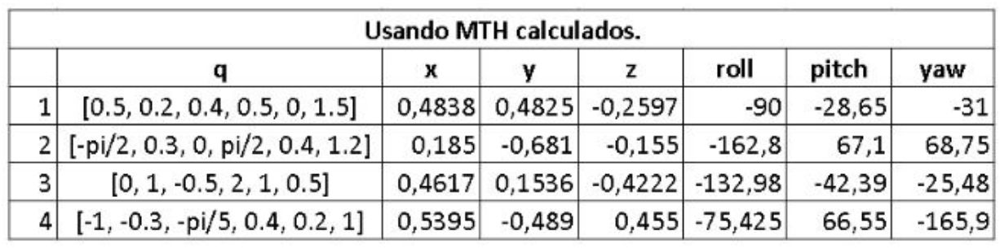 Usando MTH calculados.
q x y z roll pitch yaw
1 [0.5, 0.2, 0.4, 0.5, 0, 1.5] 0,4838 0,4825 -0,2597 -90 -28,65 -31
2 [-pi/2, 0.3, 0, pi/2, 0.4, 1.2] 0,185 -0,681 -0,155 -162,8 67,1 68,75
3 [0, 1, -0.5, 2, 1, 0.5] 0,4617 0,1536 -0,4222 -132,98 -42,39 -25,48
4 [-1, -0.3, -pi/5, 0.4, 0.2, 1] 0,5395 -0,489 0,455 -75,425 66,55 -165,9